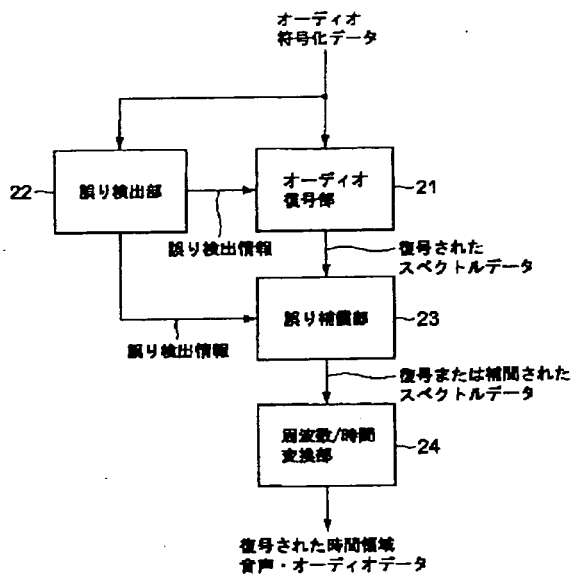 オーディオ
符号化データ
22
誤り検出部
オーディオ
復号部
21
誤り検出情報
復号された
スペクトルデータ
誤り補償部
23
誤り検出情報
復号または補間された
スペクトルデータ
周波数/時間
変換部
24
復号された時間領域
音声・オーディオデータ